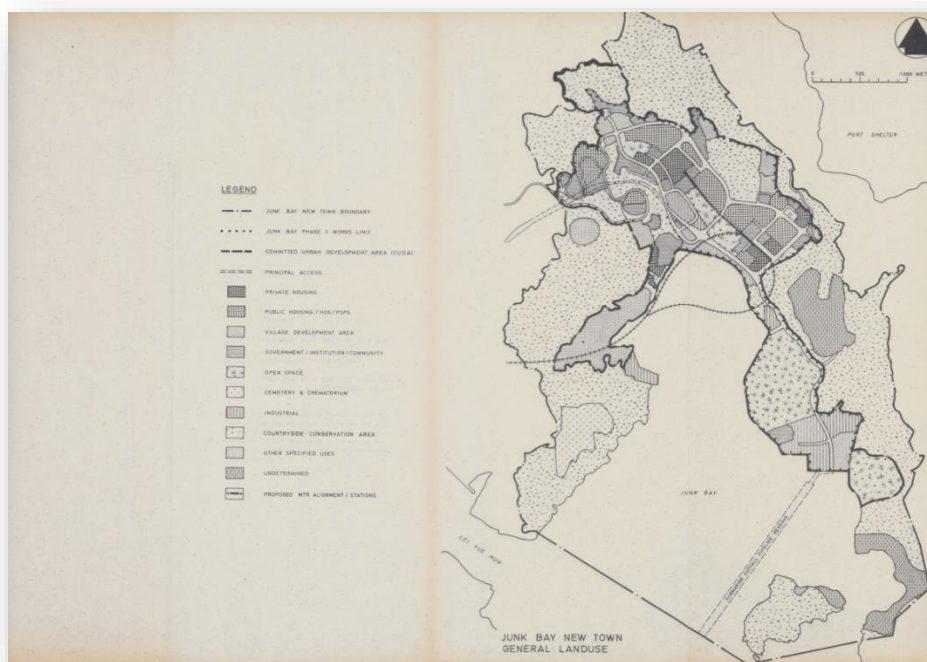 0 500 1000 MET
PORT SHELTER
LEGEND
JUNK BAY NEW TOWN BOUNDARY
JUNK BAY PHASE I WORKS LIMIT
COMMITTED URBAN DEVELOPMENT AREA (CUDA)
PRINCIPAL ACCESS
PRIVATE HOUSING
PUBLIC HOUSING / HOS / PSPS
VILLAGE DEVELOPMENT AREA
GOVERNMENT / INSTITUTION / COMMUNITY
OPEN SPACE
CEMETERY & CREMATORIUM
INDUSTRIAL
COUNTRYSIDE CONSERVATION AREA
OTHER SPECIFIED USES
UNDETERMINED
PROPOSED MTR ALIGNMENT / STATIONS
JUNK BAY
LEI YUE MUN
JUNK BAY NEW TOWN
GENERAL LANDUSE